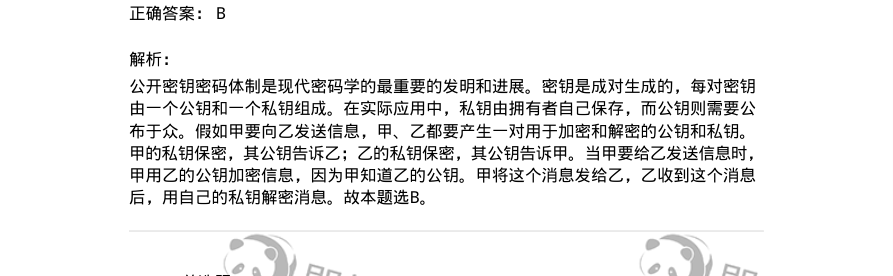 正确答案： B
解析：
公开密钥密码体制是现代密码学的最重要的发明和进展。密钥是成对生成的，每对密钥
由一个公钥和一个私钥组成。在实际应用中，私钥由拥有者自己保存，而公钥则需要公
布于众。假如甲要向乙发送信息，甲、乙都要产生一对用于加密和解密的公钥和私钥。
甲的私钥保密，其公钥告诉乙；乙的私钥保密，其公钥告诉甲。当甲要给乙发送信息时，
甲用乙的公钥加密信息，因为甲知道乙的公钥。甲将这个消息发给乙，乙收到这个消息
后，用自己的私钥解密消息。故本题选B。